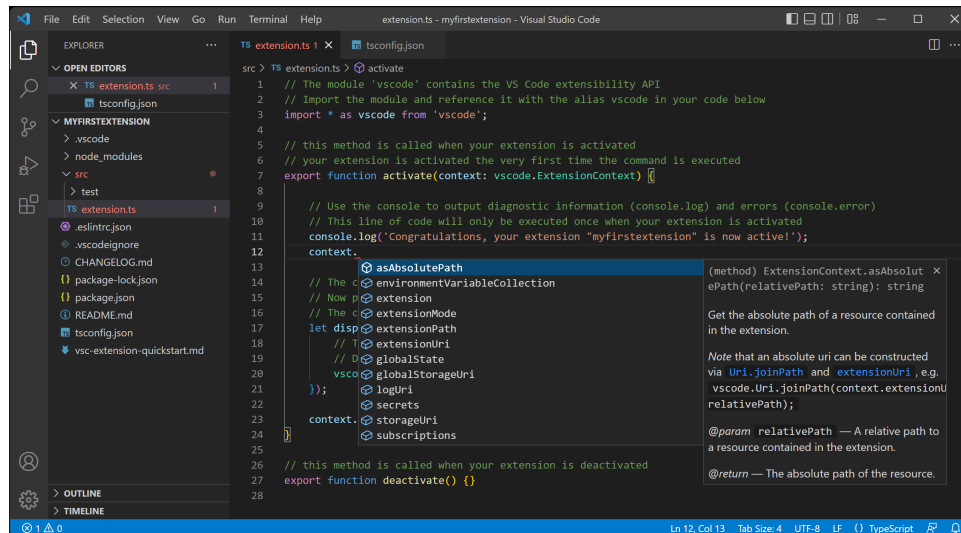 File Edit Selection View Go Run Terminal Help
extension.ts - myfirstextension - Visual Studio Code
EXPLORER
OPEN EDITORS
TS extension.ts src 1
tsconfig.json
MYFIRSTEXTENSION
.vscode
node_modules
src
test
TS extension.ts 1
.eslintrc.js
.vscodeignore
CHANGELOG.md
package-lock.json
package.json
README.md
tsconfig.json
vsc-extension-quickstart.md
OUTLINE
TIMELINE
TS extension.ts 1 tsconfig.json
src > TS extension.ts > activate
1 // The module 'vscode' contains the VS Code extensibility API
2 // Import the module and reference it with the alias vscode in your code below
3 import * as vscode from 'vscode';
4
5 // this method is called when your extension is activated
6 // your extension is activated the very first time the command is executed
7 export function activate(context: vscode.ExtensionContext) {
8
9 // Use the console to output diagnostic information (console.log) and errors (console.error)
10 // This line of code will only be executed once when your extension is activated
11 console.log('Congratulations, your extension "myfirstextension" is now active!');
12 context.
13
14 // The c
15 // Now p
16 // The c
17 let disp
18 // T
19 // D
20 vsco
21 });
22
23 context.
24 }
25
26 // this method is called when your extension is deactivated
27 export function deactivate() {}
28
asAbsolutePath
environmentVariableCollection
extension
extensionMode
extensionPath
extensionUri
globalState
globalStorageUri
logUri
secrets
storageUri
subscriptions
(method) ExtensionContext.asAbsolut
ePath(relativePath: string): string
Get the absolute path of a resource contained
in the extension.
Note that an absolute uri can be constructed
via Uri.joinPath and extensionUri, e.g.
vscode.Uri.joinPath(context.extensionU
relativePath);
@param relativePath — A relative path to
a resource contained in the extension.
@return — The absolute path of the resource.
1 0
Ln 12, Col 13 Tab Size: 4 UTF-8 LF {} TypeScript